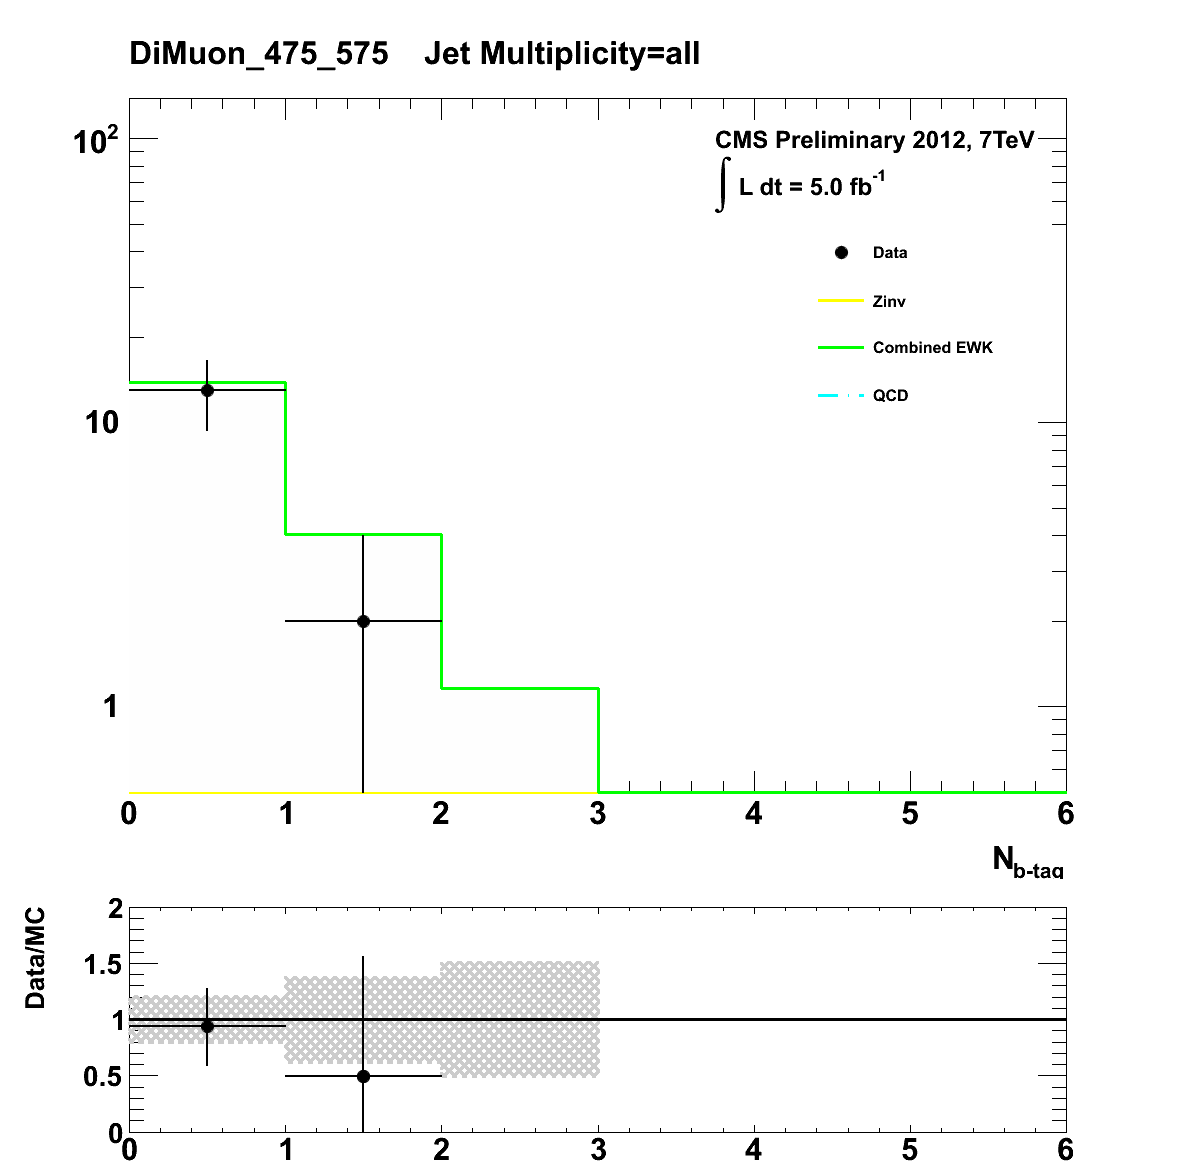 DiMuon_475_575 Jet Multiplicity=all
10²
CMS Preliminary 2012, 7TeV
∫ L dt = 5.0 fb⁻¹
Data
Zinv
Combined EWK
QCD
10
1
0 1 2 3 4 5 6
N_b-tag
Data/MC
2
1.5
1
0.5
0
0 1 2 3 4 5 6